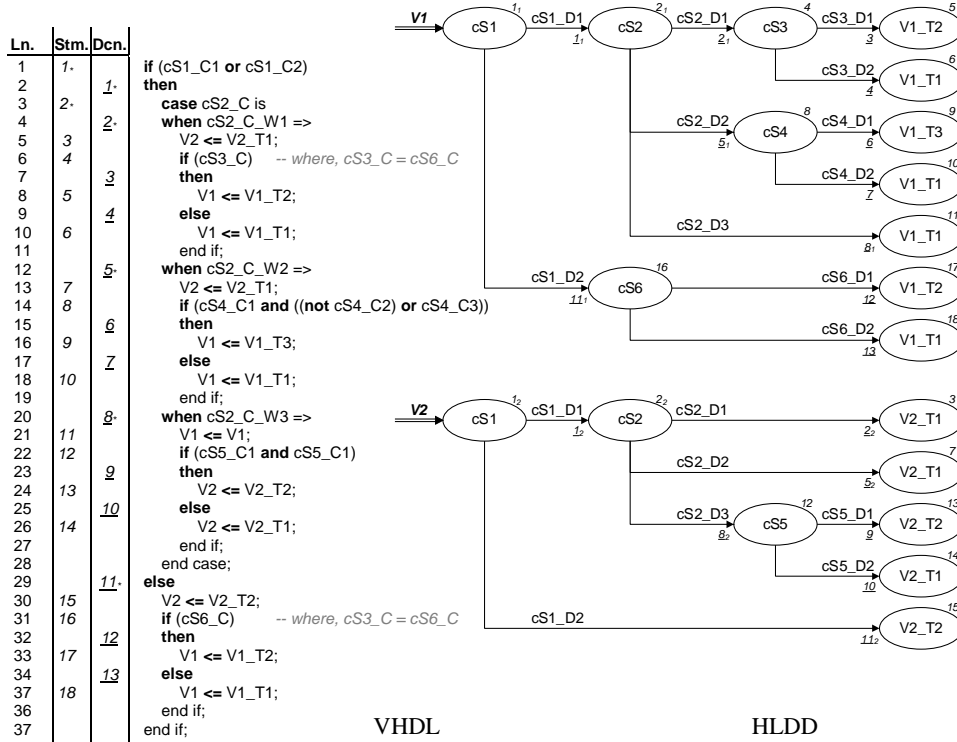 Ln. Stm. Dcn.
1 1* if (cS1_C1 or cS1_C2)
2 1* then
3 2* case cS2_C is
4 2* when cS2_C_W1 =>
5 3 V2 <= V2_T1;
6 4 if (cS3_C) -- where, cS3_C = cS6_C
7 3 then
8 5 V1 <= V1_T2;
9 4 else
10 6 V1 <= V1_T1;
11 end if;
12 5* when cS2_C_W2 =>
13 7 V2 <= V2_T1;
14 8 if (cS4_C1 and ((not cS4_C2) or cS4_C3))
15 6 then
16 9 V1 <= V1_T3;
17 7 else
18 10 V1 <= V1_T1;
19 end if;
20 8* when cS2_C_W3 =>
21 11 V1 <= V1;
22 12 if (cS5_C1 and cS5_C1)
23 9 then
24 13 V2 <= V2_T2;
25 10 else
26 14 V2 <= V2_T1;
27 end if;
28 end case;
29 11* else
30 15 V2 <= V2_T2;
31 16 if (cS6_C) -- where, cS3_C = cS6_C
32 12 then
33 17 V1 <= V1_T2;
34 13 else
37 18 V1 <= V1_T1;
36 end if;
37 end if;
VHDL
V1 cS1 1₁ cS1_D1 1₁ cS2 2₁ cS2_D1 2₁ cS3 4 cS3_D1 3 V1_T2 5
cS3_D2 4 V1_T1 6
cS2_D2 5₁ cS4 8 cS4_D1 6 V1_T3 9
cS4_D2 7 V1_T1 10
cS2_D3 8₁ V1_T1 11
cS1_D2 11₁ cS6 16 cS6_D1 12 V1_T2 17
cS6_D2 13 V1_T1 18
V2 cS1 1₂ cS1_D1 1₂ cS2 2₂ cS2_D1 2₂ V2_T1 3
cS2_D2 5₂ V2_T1 7
cS2_D3 8₂ cS5 12 cS5_D1 9 V2_T2 13
cS5_D2 10 V2_T1 14
cS1_D2 11₂ V2_T2 15
HLDD